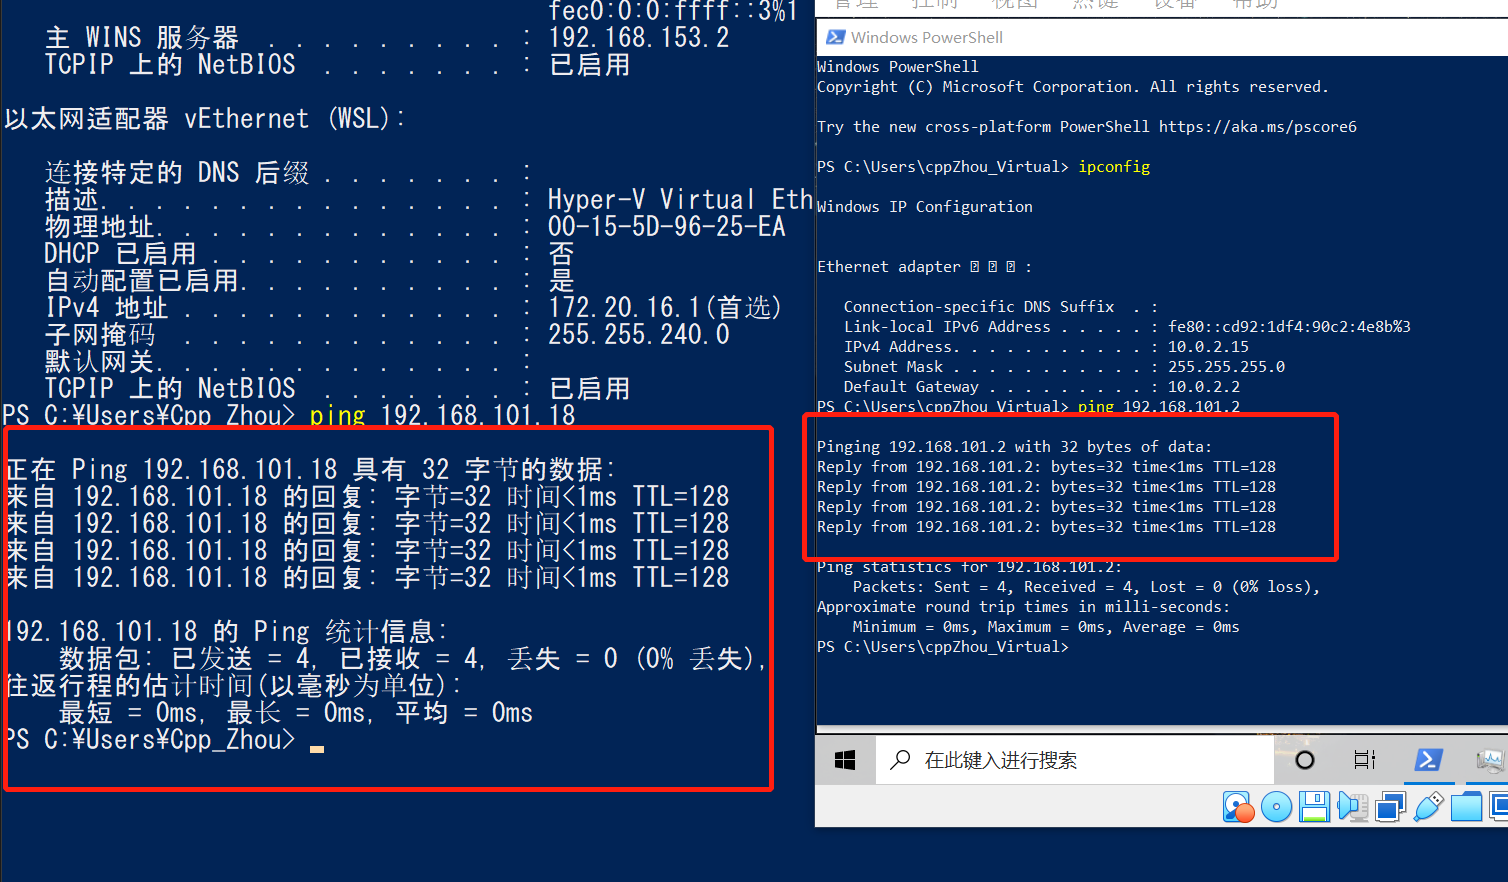 fec0:0:0:ffff::3%1
主 WINS 服务器 . . . . . . . . . : 192.168.153.2
TCPIP 上的 NetBIOS . . . . . . . : 已启用
以太网适配器 vEthernet (WSL):
连接特定的 DNS 后缀 . . . . . . . :
描述. . . . . . . . . . . . . . . : Hyper-V Virtual Eth
物理地址. . . . . . . . . . . . . : 00-15-5D-96-25-EA
DHCP 已启用 . . . . . . . . . . . : 否
自动配置已启用. . . . . . . . . . : 是
IPv4 地址 . . . . . . . . . . . . : 172.20.16.1(首选)
子网掩码 . . . . . . . . . . . . : 255.255.240.0
默认网关. . . . . . . . . . . . . :
TCPIP 上的 NetBIOS . . . . . . . : 已启用
PS C:¥Users¥Cpp_Zhou> ping 192.168.101.18
正在 Ping 192.168.101.18 具有 32 字节的数据:
来自 192.168.101.18 的回复: 字节=32 时间<1ms TTL=128
来自 192.168.101.18 的回复: 字节=32 时间<1ms TTL=128
来自 192.168.101.18 的回复: 字节=32 时间<1ms TTL=128
来自 192.168.101.18 的回复: 字节=32 时间<1ms TTL=128
192.168.101.18 的 Ping 统计信息:
数据包: 已发送 = 4, 已接收 = 4, 丢失 = 0 (0% 丢失),
往返行程的估计时间(以毫秒为单位):
最短 = 0ms, 最长 = 0ms, 平均 = 0ms
PS C:¥Users¥Cpp_Zhou>
管理 控制 视图 热键 设备 帮助
Windows PowerShell
Windows PowerShell
Copyright (C) Microsoft Corporation. All rights reserved.
Try the new cross-platform PowerShell https://aka.ms/pscore6
PS C:\Users\cppZhou_Virtual> ipconfig
Windows IP Configuration
Ethernet adapter :
Connection-specific DNS Suffix . :
Link-local IPv6 Address . . . . . : fe80::cd92:1df4:90c2:4e8b%3
IPv4 Address. . . . . . . . . . . : 10.0.2.15
Subnet Mask . . . . . . . . . . . : 255.255.255.0
Default Gateway . . . . . . . . . : 10.0.2.2
PS C:\Users\cppZhou_Virtual> ping 192.168.101.2
Pinging 192.168.101.2 with 32 bytes of data:
Reply from 192.168.101.2: bytes=32 time<1ms TTL=128
Reply from 192.168.101.2: bytes=32 time<1ms TTL=128
Reply from 192.168.101.2: bytes=32 time<1ms TTL=128
Reply from 192.168.101.2: bytes=32 time<1ms TTL=128
Ping statistics for 192.168.101.2:
Packets: Sent = 4, Received = 4, Lost = 0 (0% loss),
Approximate round trip times in milli-seconds:
Minimum = 0ms, Maximum = 0ms, Average = 0ms
PS C:\Users\cppZhou_Virtual>
在此键入进行搜索